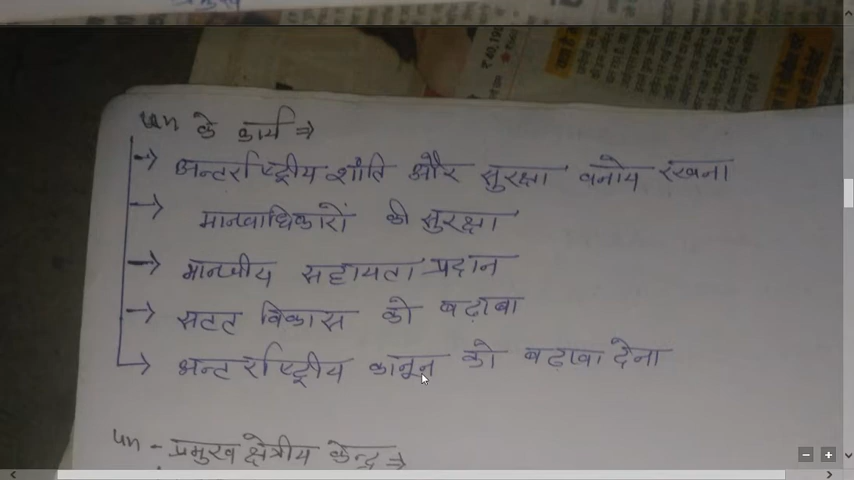 un के कार्य ⇒
→ अन्तर्राष्ट्रीय शांति और सुरक्षा बनाये रखना
→ मानवाधिकारों की सुरक्षा
→ मानवीय सहायता प्रदान
→ सतत विकास को बढ़ावा
→ अन्तर्राष्ट्रीय कानून को बढावा देना
un - प्रमुख क्षेत्रीय केन्द्र ⇒